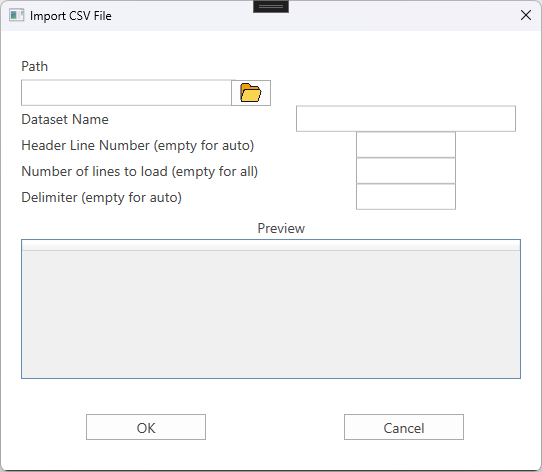 Import CSV File
Path
Dataset Name
Header Line Number (empty for auto)
Number of lines to load (empty for all)
Delimiter (empty for auto)
Preview
OK
Cancel